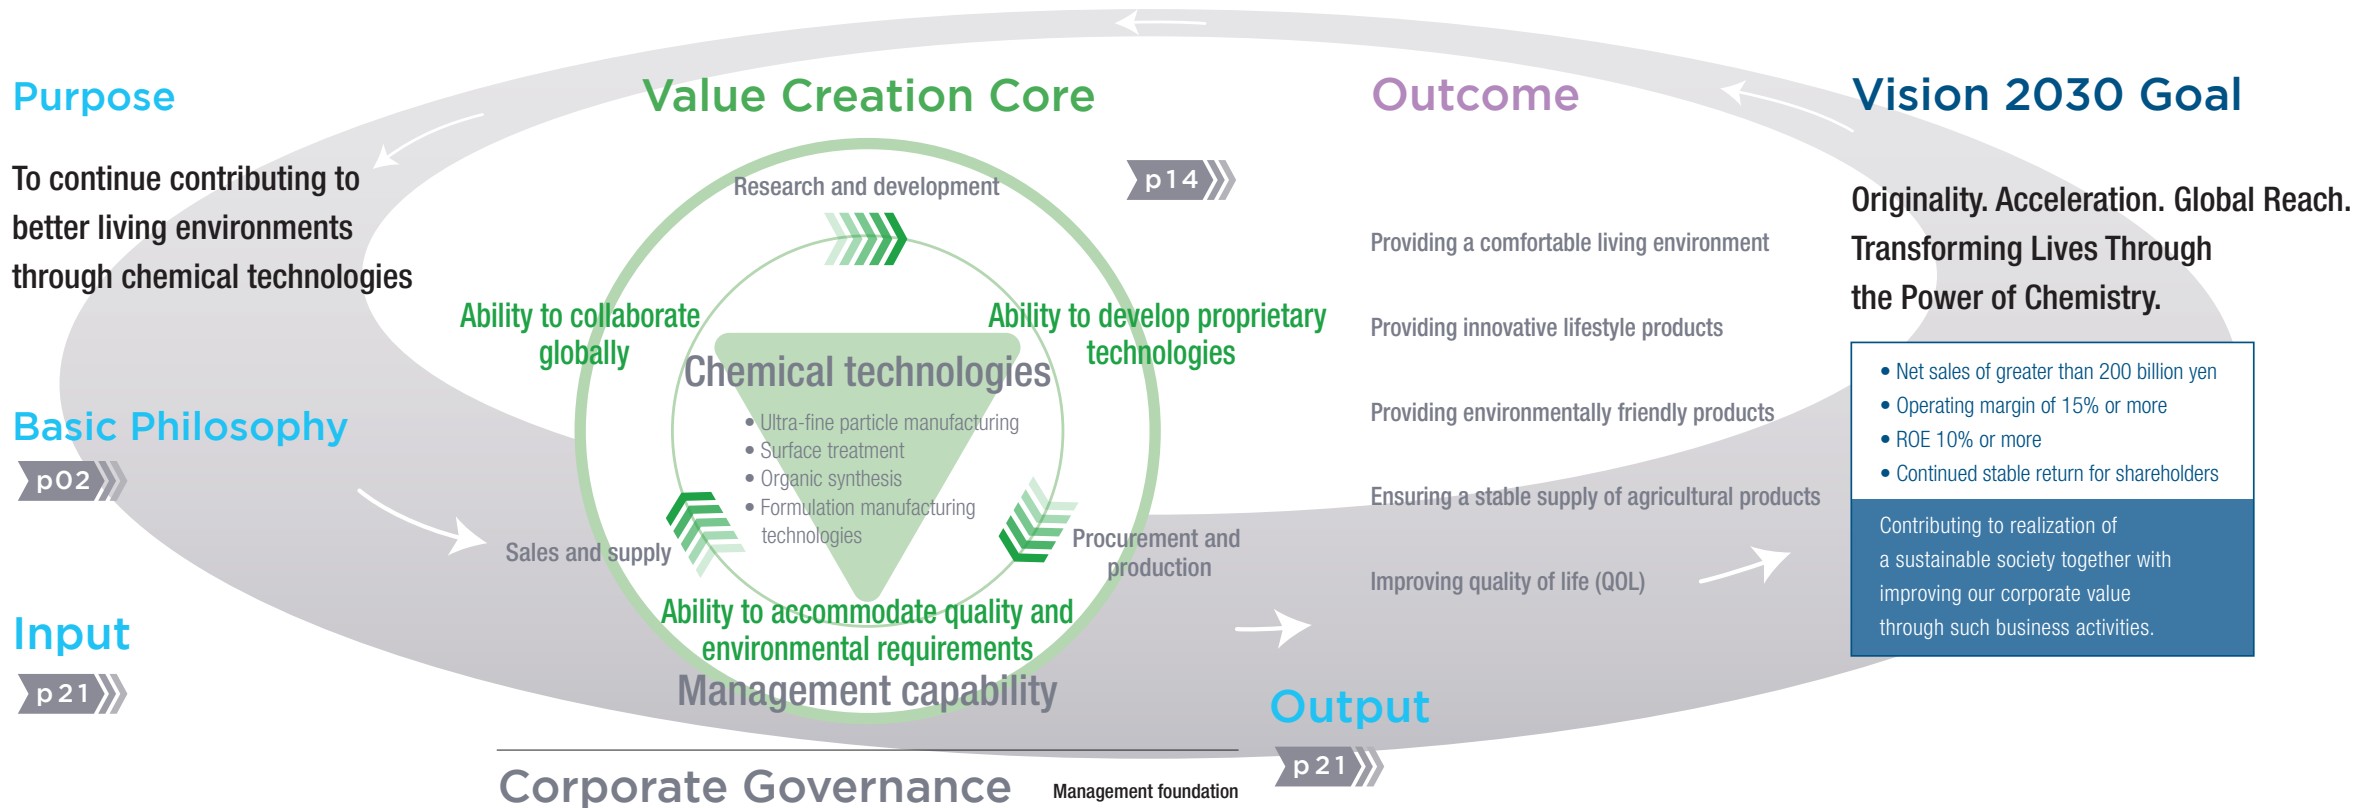 Purpose
To continue contributing to
better living environments
through chemical technologies
Basic Philosophy
p02
Input
p21
Value Creation Core
p14
Research and development
Ability to collaborate
globally
Ability to develop proprietary
technologies
Chemical technologies
• Ultra-fine particle manufacturing
• Surface treatment
• Organic synthesis
• Formulation manufacturing
technologies
Sales and supply
Procurement and
production
Ability to accommodate quality and
environmental requirements
Management capability
Corporate Governance
Management foundation
Outcome
Providing a comfortable living environment
Providing innovative lifestyle products
Providing environmentally friendly products
Ensuring a stable supply of agricultural products
Improving quality of life (QOL)
Output
p21
Vision 2030 Goal
Originality. Acceleration. Global Reach.
Transforming Lives Through
the Power of Chemistry.
• Net sales of greater than 200 billion yen
• Operating margin of 15% or more
• ROE 10% or more
• Continued stable return for shareholders
Contributing to realization of
a sustainable society together with
improving our corporate value
through such business activities.